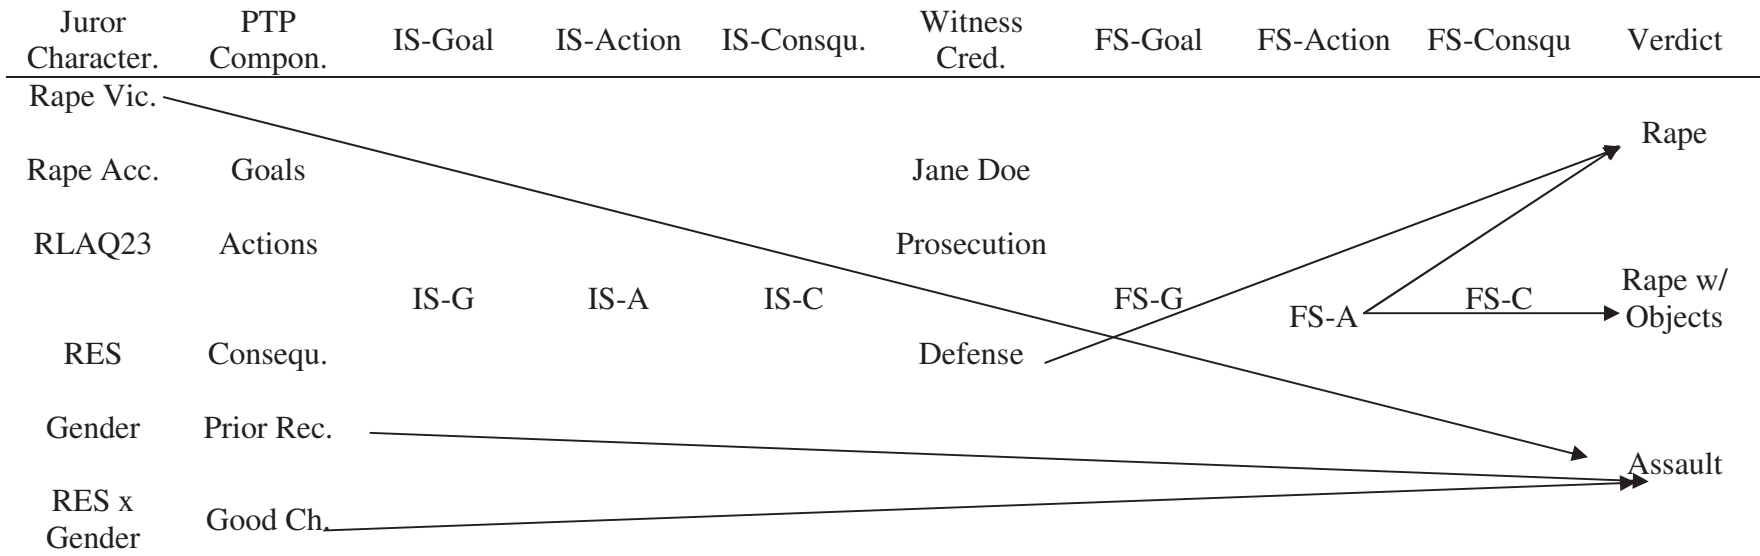 Juror Character.
PTP Compon.
IS-Goal
IS-Action
IS-Consqu.
Witness Cred.
FS-Goal
FS-Action
FS-Consqu
Verdict
Rape Vic.
Rape
Rape Acc.
Goals
Jane Doe
RLAQ23
Actions
Prosecution
IS-G
IS-A
IS-C
FS-G
FS-A
FS-C
Rape w/
Objects
RES
Consequ.
Defense
Gender
Prior Rec.
Assault
RES x
Gender
Good Ch.